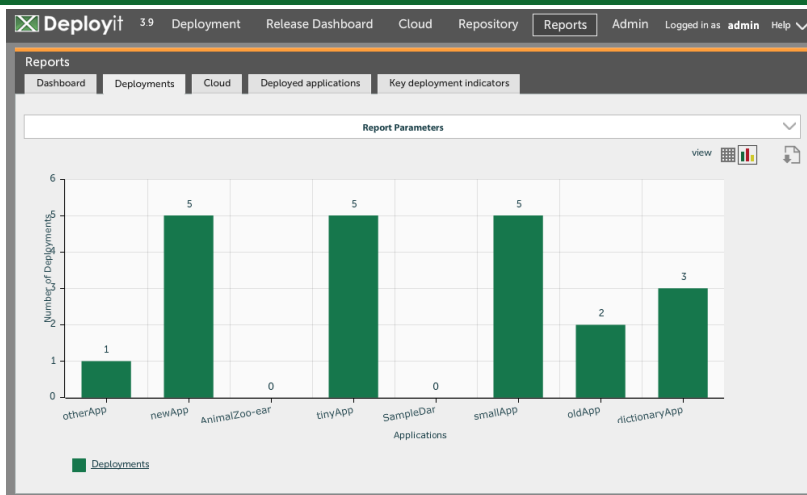 Deployit 3.9 Deployment Release Dashboard Cloud Repository Reports Admin Logged in as admin Help
Reports
Dashboard Deployments Cloud Deployed applications Key deployment indicators
Report Parameters
view
6
5
4
3
2
1
0
Number of Deployments
1
5
0
5
0
5
2
3
otherApp newApp AnimalZoo-ear tinyApp SampleDar smallApp oldApp dictionaryApp
Applications
Deployments